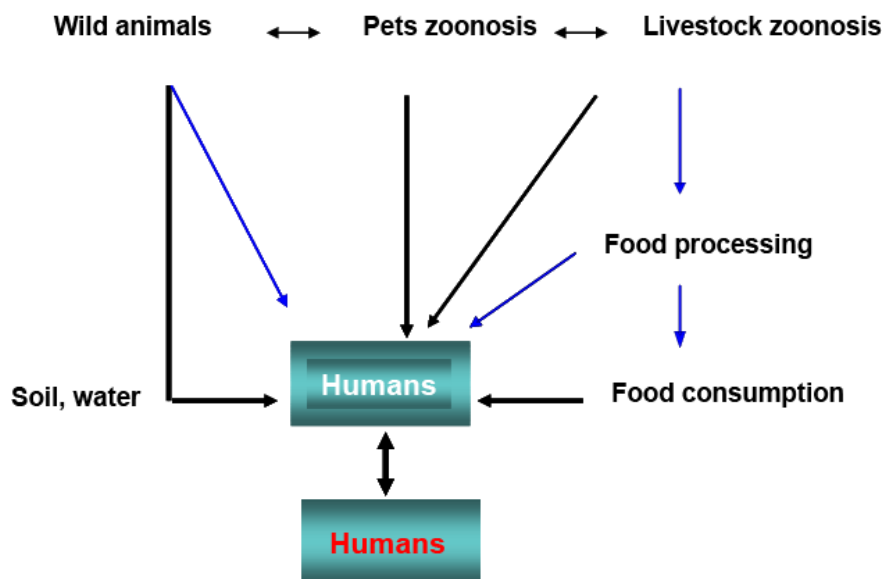 Wild animals
Pets zoonosis
Livestock zoonosis
Food processing
Humans
Soil, water
Food consumption
Humans